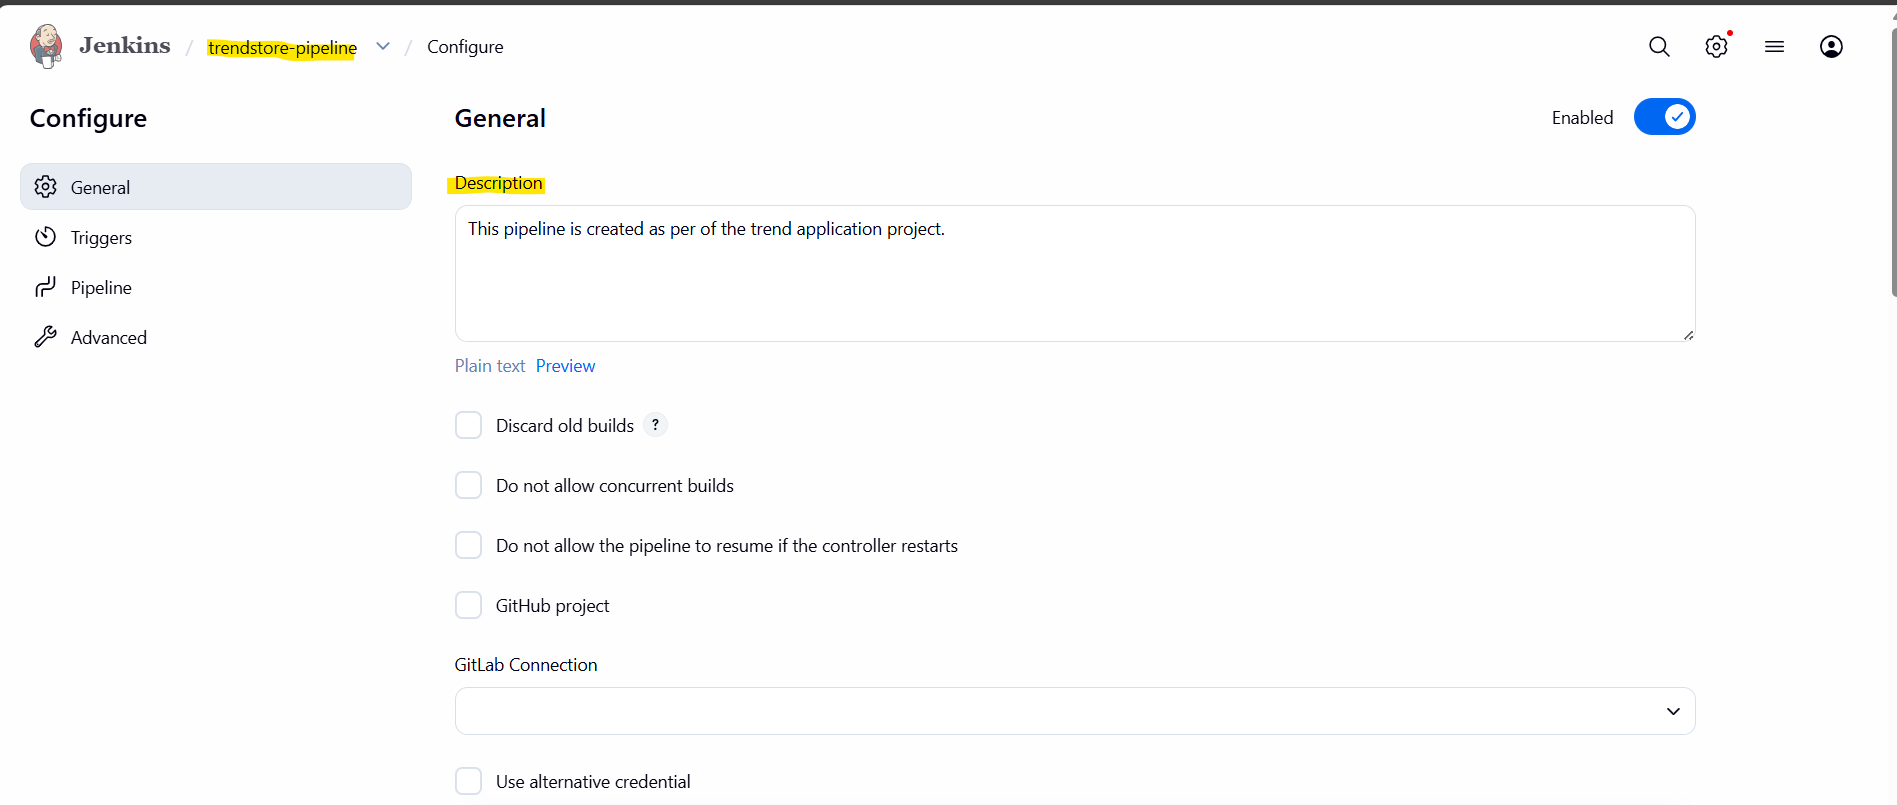 Jenkins / trendstore-pipeline / Configure
Configure
General
Triggers
Pipeline
Advanced
General
Enabled
Description
This pipeline is created as per of the trend application project.
Plain text Preview
Discard old builds ?
Do not allow concurrent builds
Do not allow the pipeline to resume if the controller restarts
GitHub project
GitLab Connection
Use alternative credential